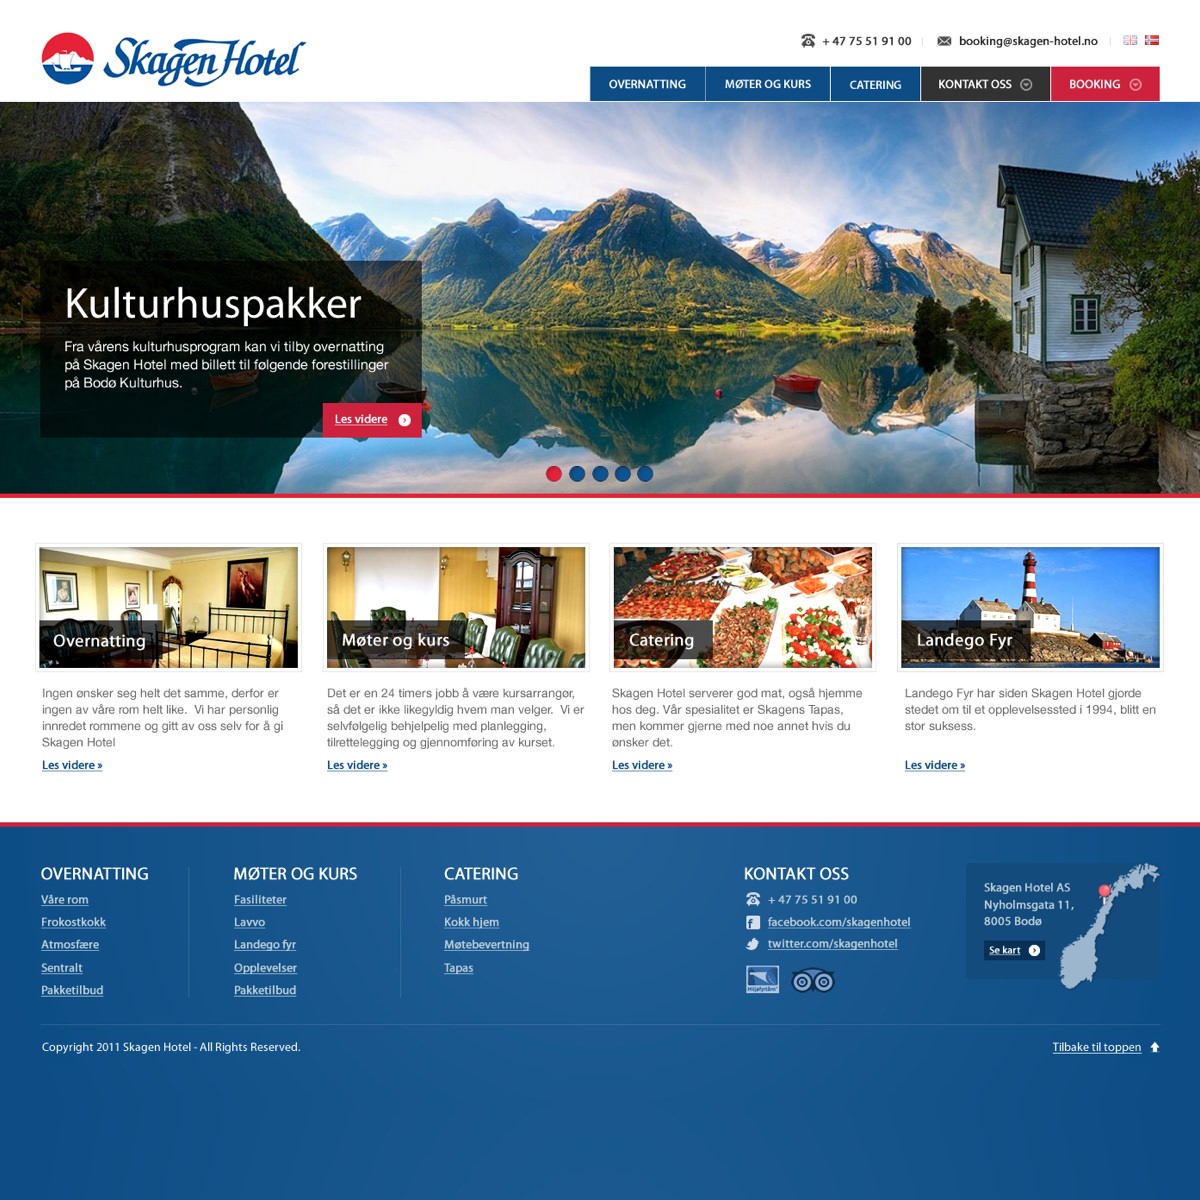 Skagen Hotel
+ 47 75 51 91 00
booking@skagen-hotel.no
OVERNATTING
MØTER OG KURS
CATERING
KONTAKT OSS
BOOKING
Kulturhuspakker
Fra vårens kulturhusprogram kan vi tilby overnatting
på Skagen Hotel med billett til følgende forestillinger
på Bodø Kulturhus.
Les videre
Overnatting
Ingen ønsker seg helt det samme, derfor er
ingen av våre rom helt like.  Vi har personlig
innredet rommene og gitt av oss selv for å gi
Skagen Hotel
Les videre »
Møter og kurs
Det er en 24 timers jobb å være kursarrangør,
så det er ikke likegyldig hvem man velger.  Vi er
selvfølgelig behjelpelig med planlegging,
tilrettelegging og gjennomføring av kurset.
Les videre »
Catering
Skagen Hotel serverer god mat, også hjemme
hos deg. Vår spesialitet er Skagens Tapas,
men kommer gjerne med noe annet hvis du
ønsker det.
Les videre »
Landego Fyr
Landego Fyr har siden Skagen Hotel gjorde
stedet om til et opplevelsessted i 1994, blitt en
stor suksess.
Les videre »
OVERNATTING
Våre rom
Frokostkokk
Atmosfære
Sentralt
Pakketilbud
MØTER OG KURS
Fasiliteter
Lavvo
Landego fyr
Opplevelser
Pakketilbud
CATERING
Påsmurt
Kokk hjem
Møtebevertning
Tapas
KONTAKT OSS
+ 47 75 51 91 00
facebook.com/skagenhotel
twitter.com/skagenhotel
Miljøfyrtårn
Skagen Hotel AS
Nyholmsgata 11,
8005 Bodø
Se kart
Copyright 2011 Skagen Hotel - All Rights Reserved.
Tilbake til toppen